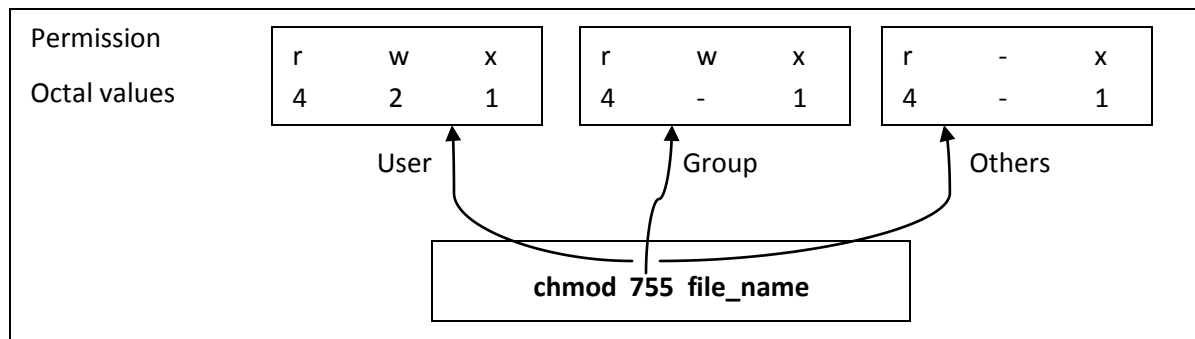 Permission r w x r w x r - x
Octal values 4 2 1 4 - 1 4 - 1
User Group Others
chmod 755 file_name